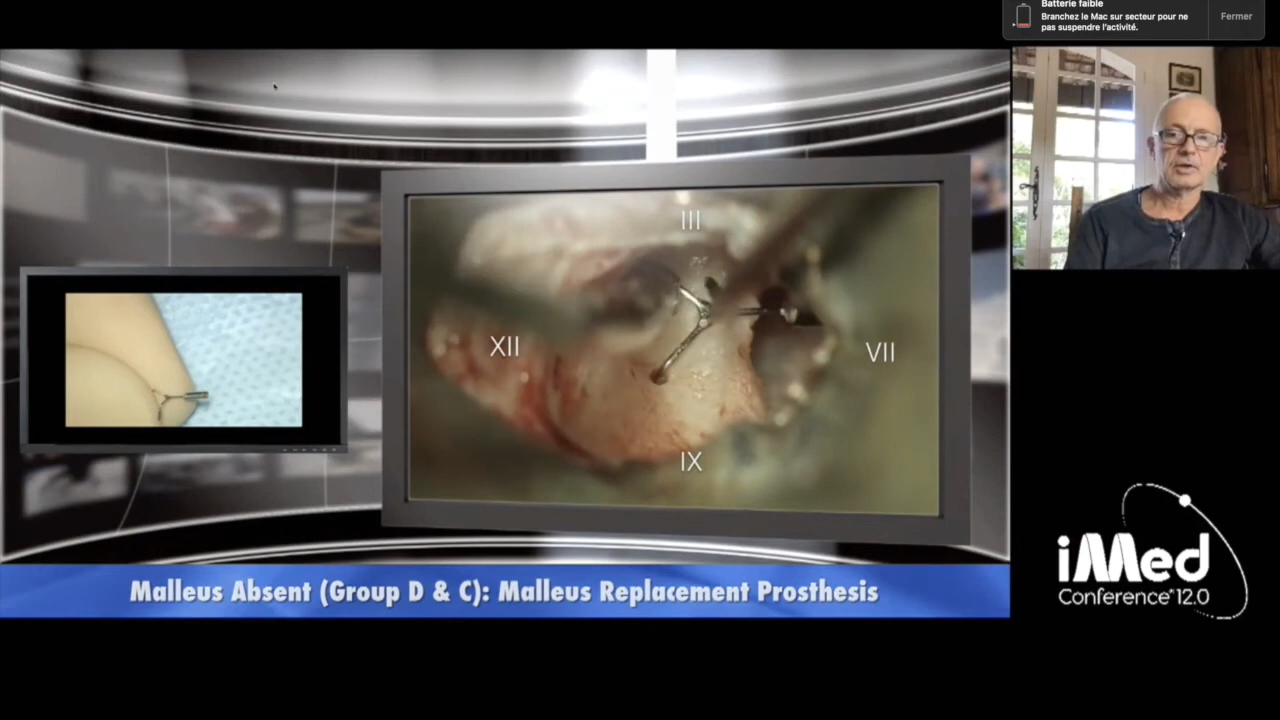 Batterie faible
Branchez le Mac sur secteur pour ne
pas suspendre l'activité.
Fermer
III
XII
VII
IX
Malleus Absent (Group D & C): Malleus Replacement Prosthesis
iMed
Conference® 12.0